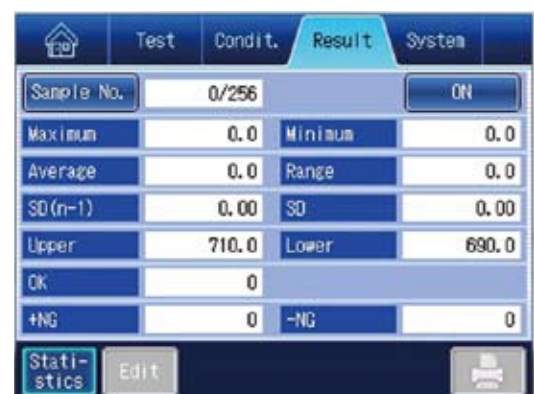 Test Condit. Result System
Sample No. 0/256 ON
Maximum 0.0 Minimum 0.0
Average 0.0 Range 0.0
SD(n-1) 0.00 SD 0.00
Upper 710.0 Lower 690.0
OK 0
+NG 0 -NG 0
Stati-
stics Edit